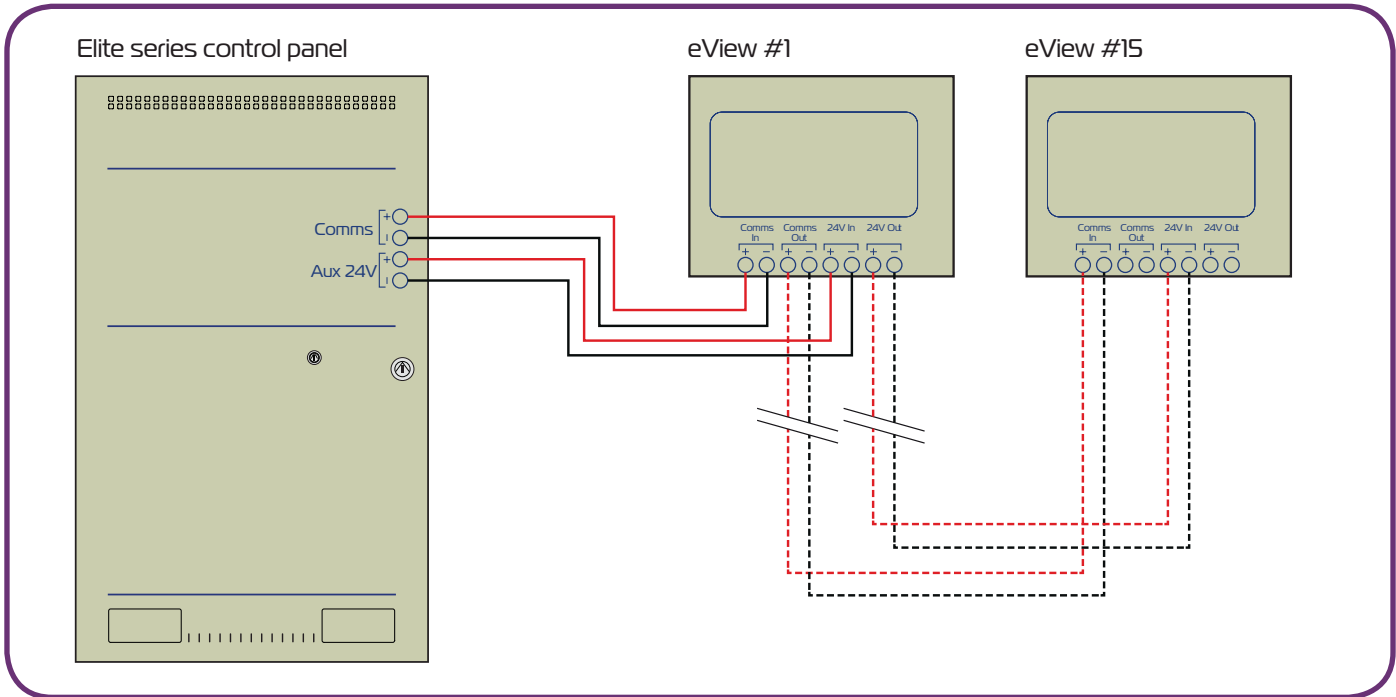 Elite series control panel
eView #1
eView #15
Comms
+
−
Aux 24V
+
−
Comms In
Comms Out
24V In
24V Out
+ − + − + − + −
Comms In
Comms Out
24V In
24V Out
+ − + − + − + −